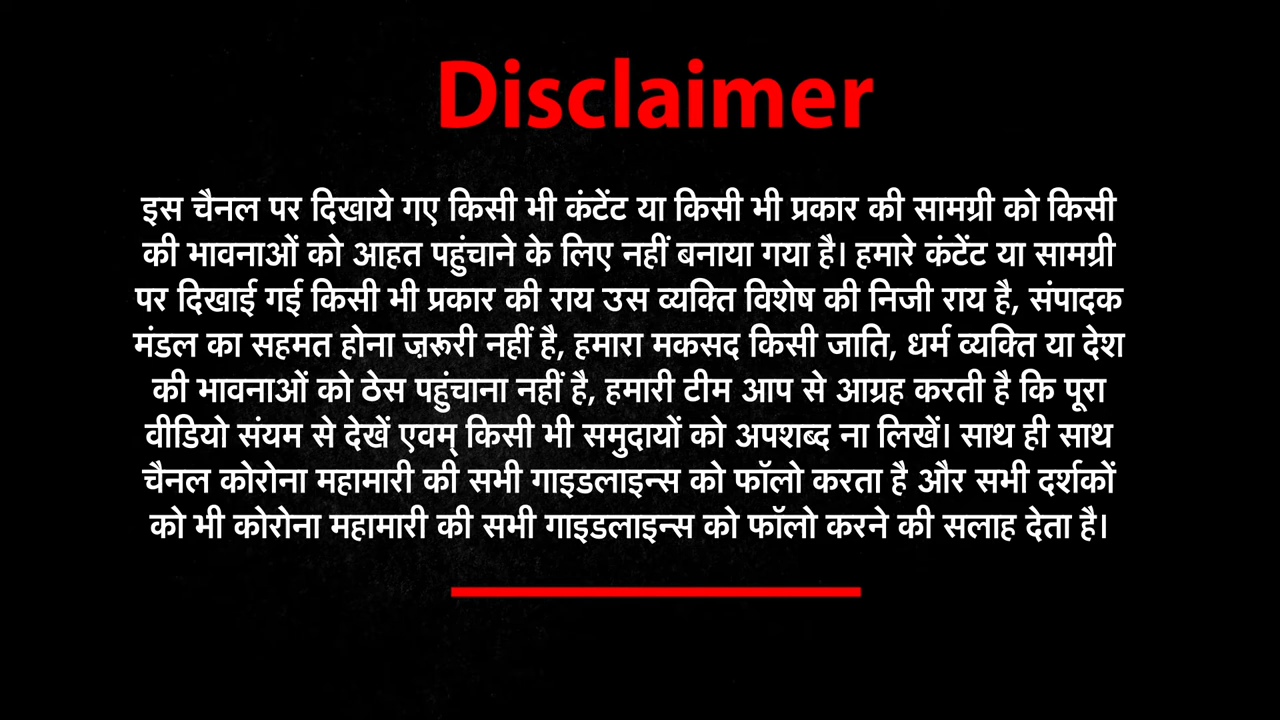 Disclaimer
इस चैनल पर दिखाये गए किसी भी कंटेंट या किसी भी प्रकार की सामग्री को किसी
की भावनाओं को आहत पहुंचाने के लिए नहीं बनाया गया है। हमारे कंटेंट या सामग्री
पर दिखाई गई किसी भी प्रकार की राय उस व्यक्ति विशेष की निजी राय है, संपादक
मंडल का सहमत होना ज़रूरी नहीं है, हमारा मकसद किसी जाति, धर्म व्यक्ति या देश
की भावनाओं को ठेस पहुंचाना नहीं है, हमारी टीम आप से आग्रह करती है कि पूरा
वीडियो संयम से देखें एवम् किसी भी समुदायों को अपशब्द ना लिखें। साथ ही साथ
चैनल कोरोना महामारी की सभी गाइडलाइन्स को फॉलो करता है और सभी दर्शकों
को भी कोरोना महामारी की सभी गाइडलाइन्स को फॉलो करने की सलाह देता है।